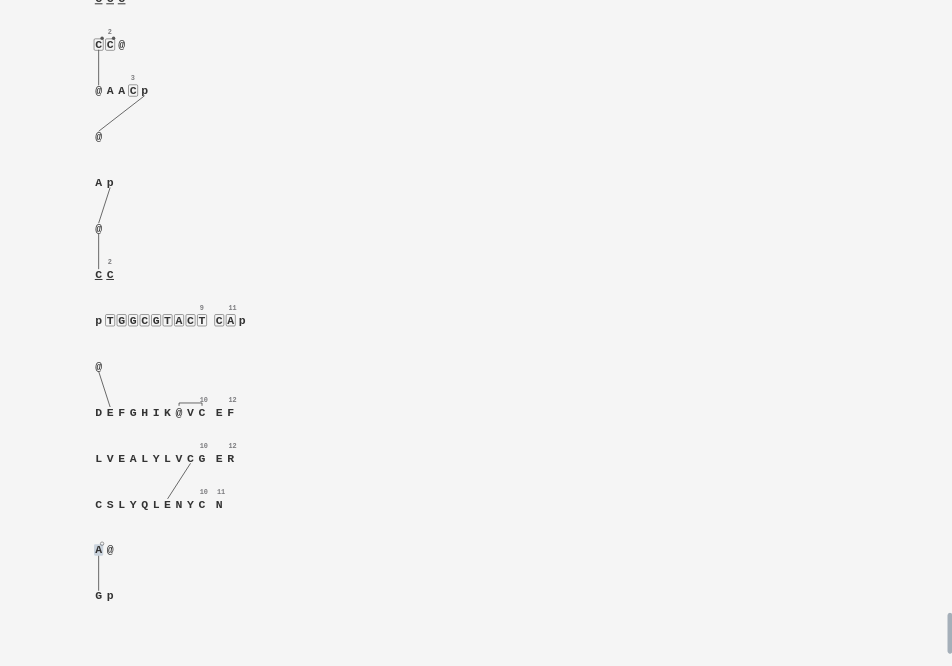 2
C C @
3
@ A A C p
@
A p
@
2
C C
9 11
p T G G C G T A C T C A p
@
10 12
D E F G H I K @ V C E F
10 12
L V E A L Y L V C G E R
10 11
C S L Y Q L E N Y C N
A @
G p